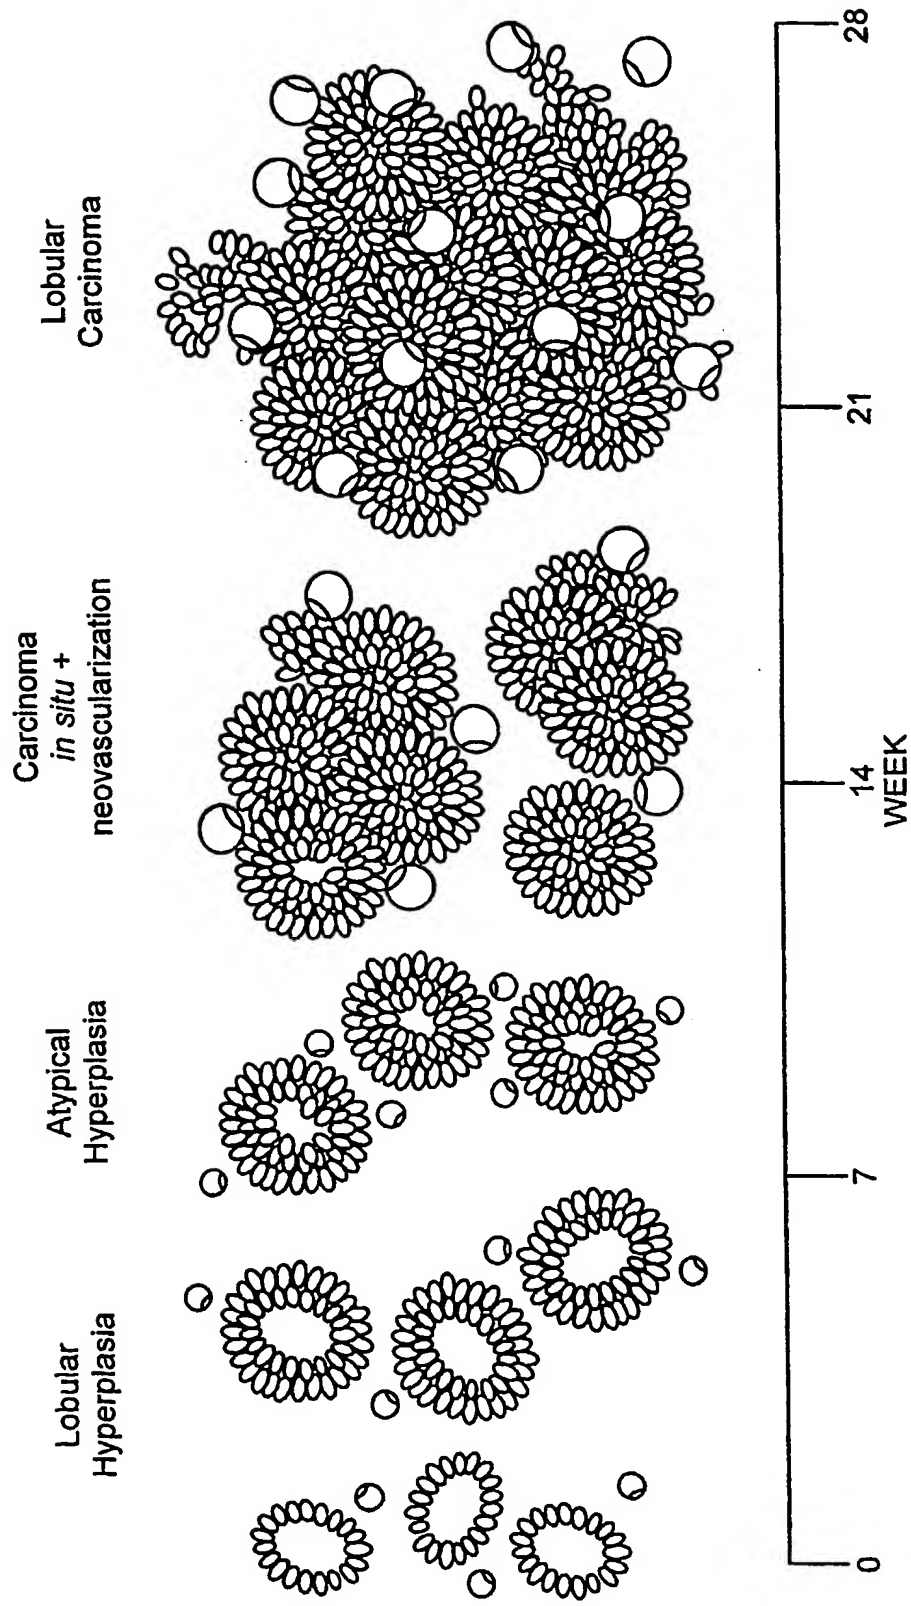 Lobular
Hyperplasia
Atypical
Hyperplasia
Carcinoma
in situ +
neovascularization
Lobular
Carcinoma
0
7
14
21
28
WEEK